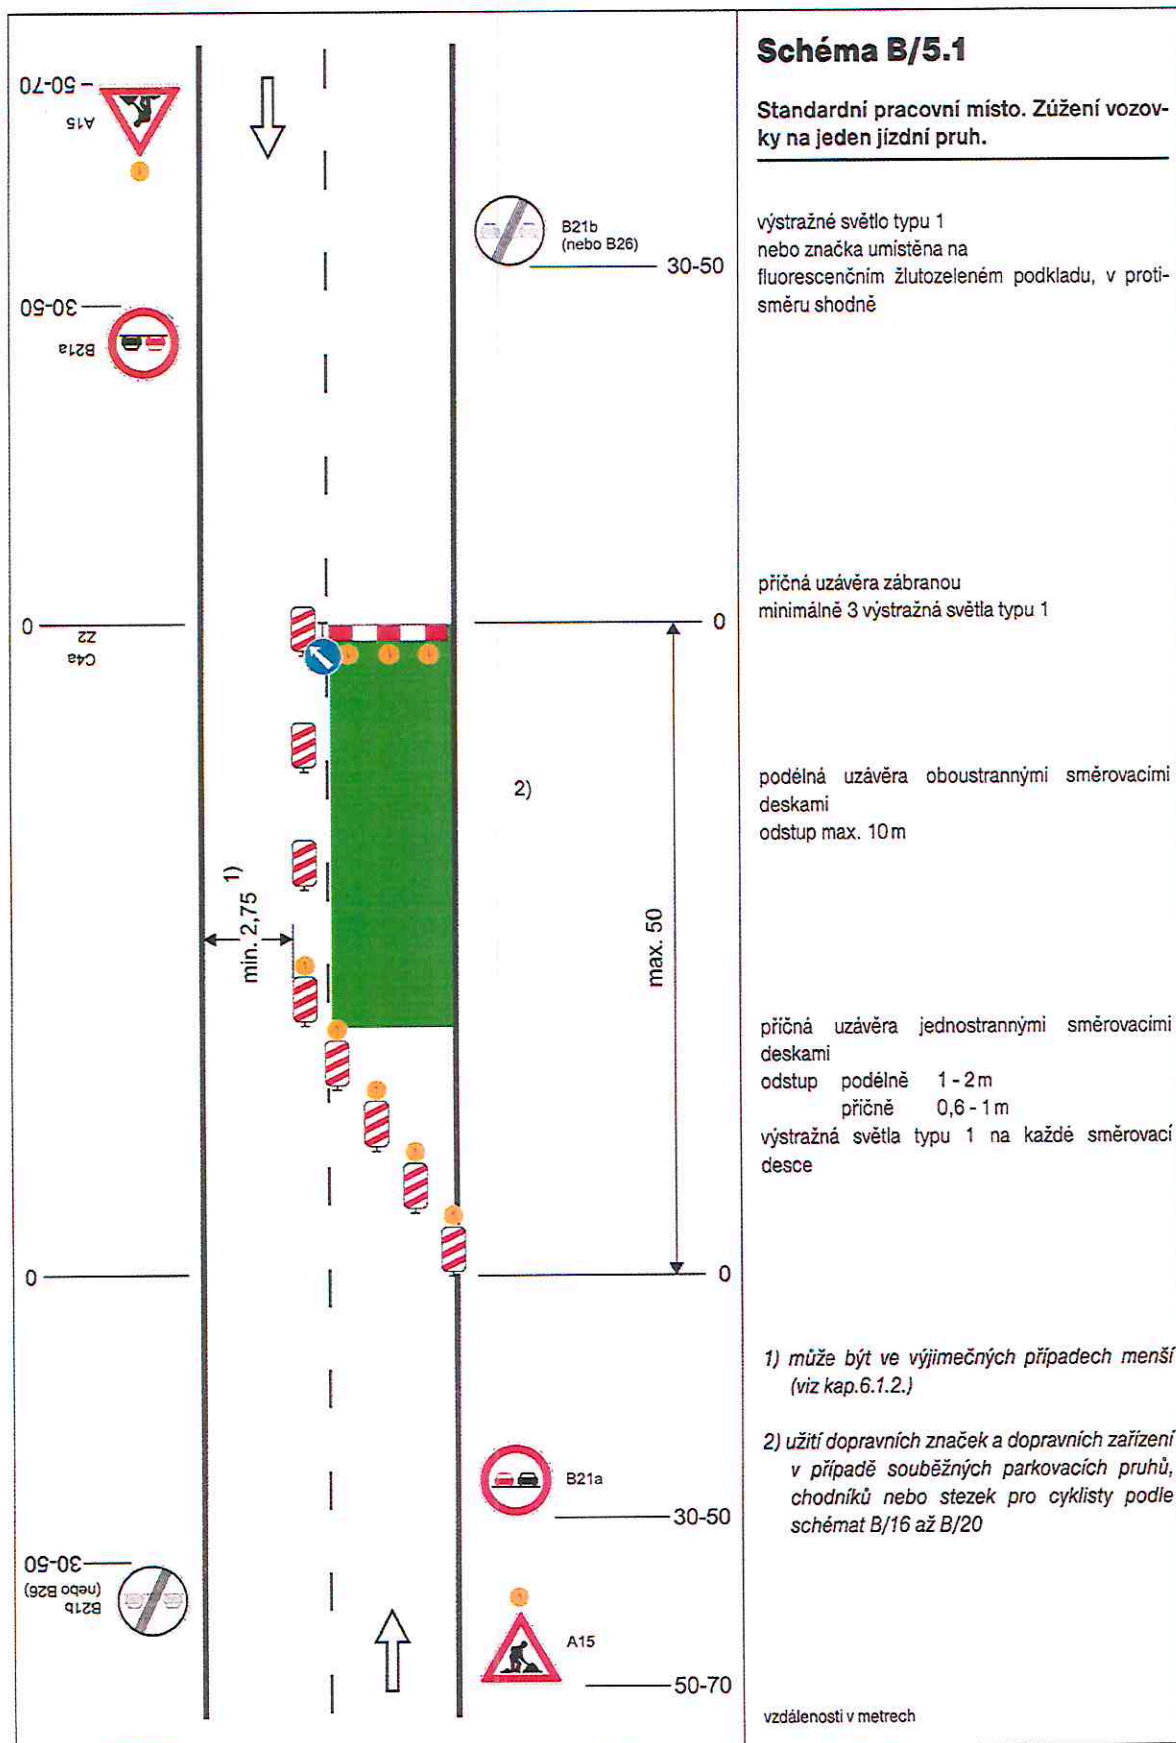 Schéma B/5.1
Standardní pracovní místo. Zúžení vozov-
ky na jeden jízdní pruh.
50-70
A15
B21b
(nebo B26)
30-50
výstražné světlo typu 1
nebo značka umístěna na
fluorescenčním žlutozeleném podkladu, v proti-
směru shodně
30-50
B21a
příčná uzávěra zábranou
minimálně 3 výstražná světla typu 1
0
Z2
C4a
0
2)
podélná uzávěra oboustrannými směrovacími
deskami
odstup max. 10 m
min. 2,75 1)
max. 50
příčná uzávěra jednostrannými směrovacími
deskami
odstup podélně 1 - 2 m
příčně 0,6 - 1 m
výstražná světla typu 1 na každé směrovací
desce
0
0
1) může být ve výjimečných případech menší
(viz kap.6.1.2.)
2) užití dopravních značek a dopravních zařízení
v případě souběžných parkovacích pruhů,
chodníků nebo stezek pro cyklisty podle
schémat B/16 až B/20
B21a
30-50
30-50
B21b
(nebo B26)
A15
50-70
vzdálenosti v metrech